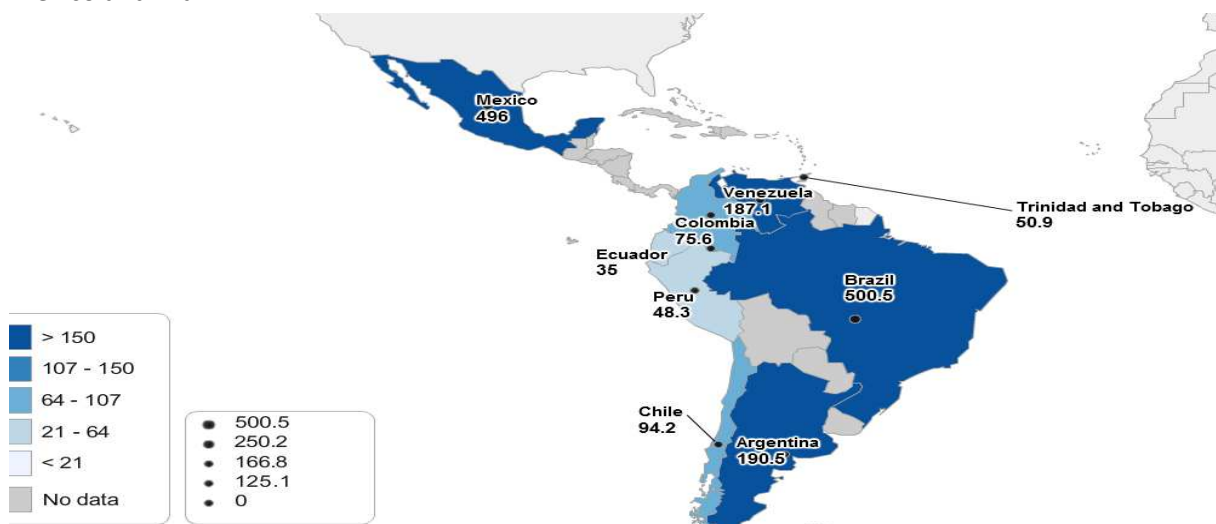 Mexico
496
Venezuela
187.1
Colombia
75.6
Trinidad and Tobago
50.9
Ecuador
35
Brazil
500.5
Peru
48.3
Chile
94.2
Argentina
190.5
> 150
107 - 150
64 - 107
21 - 64
< 21
No data
500.5
250.2
166.8
125.1
0